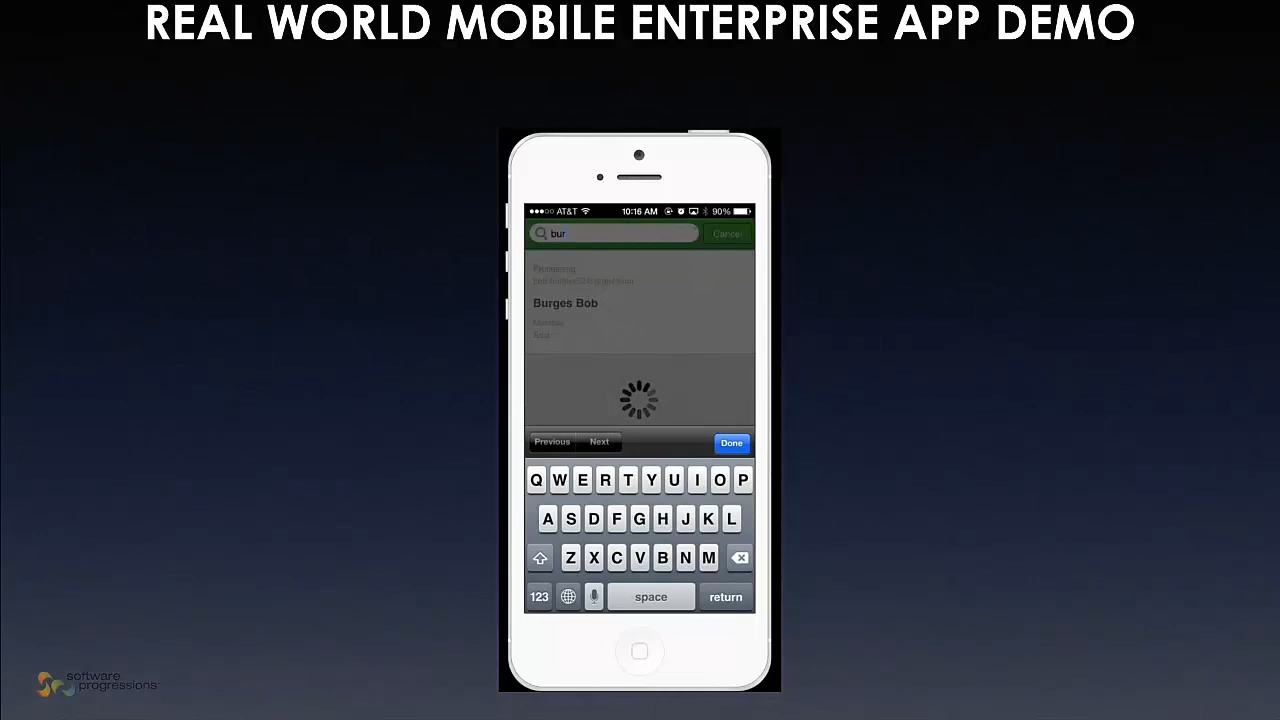 REAL WORLD MOBILE ENTERPRISE APP DEMO
AT&T 10:16 AM 90%
bur Cancel
Processing
Burges Bob
Previous Next Done
Q W E R T Y U I O P
A S D F G H J K L
Z X C V B N M
123 space return
software
progressions